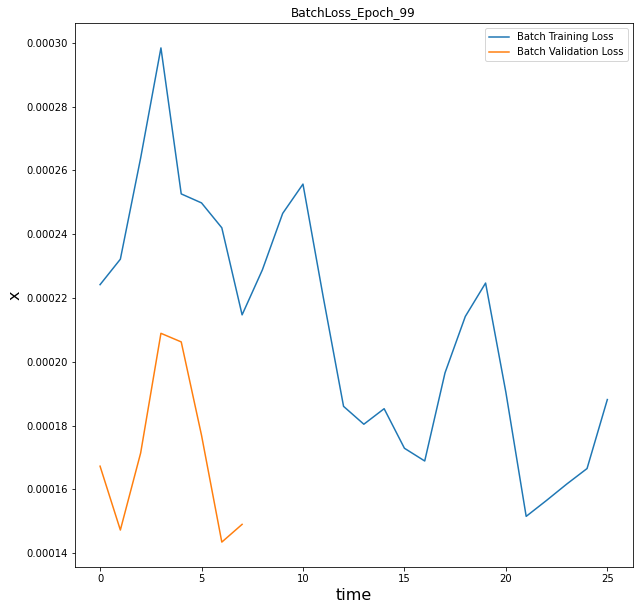 BatchLoss_Epoch_99
Batch Training Loss
Batch Validation Loss
0.00030
0.00028
0.00026
0.00024
0.00022
0.00020
0.00018
0.00016
0.00014
x
0 5 10 15 20 25
time